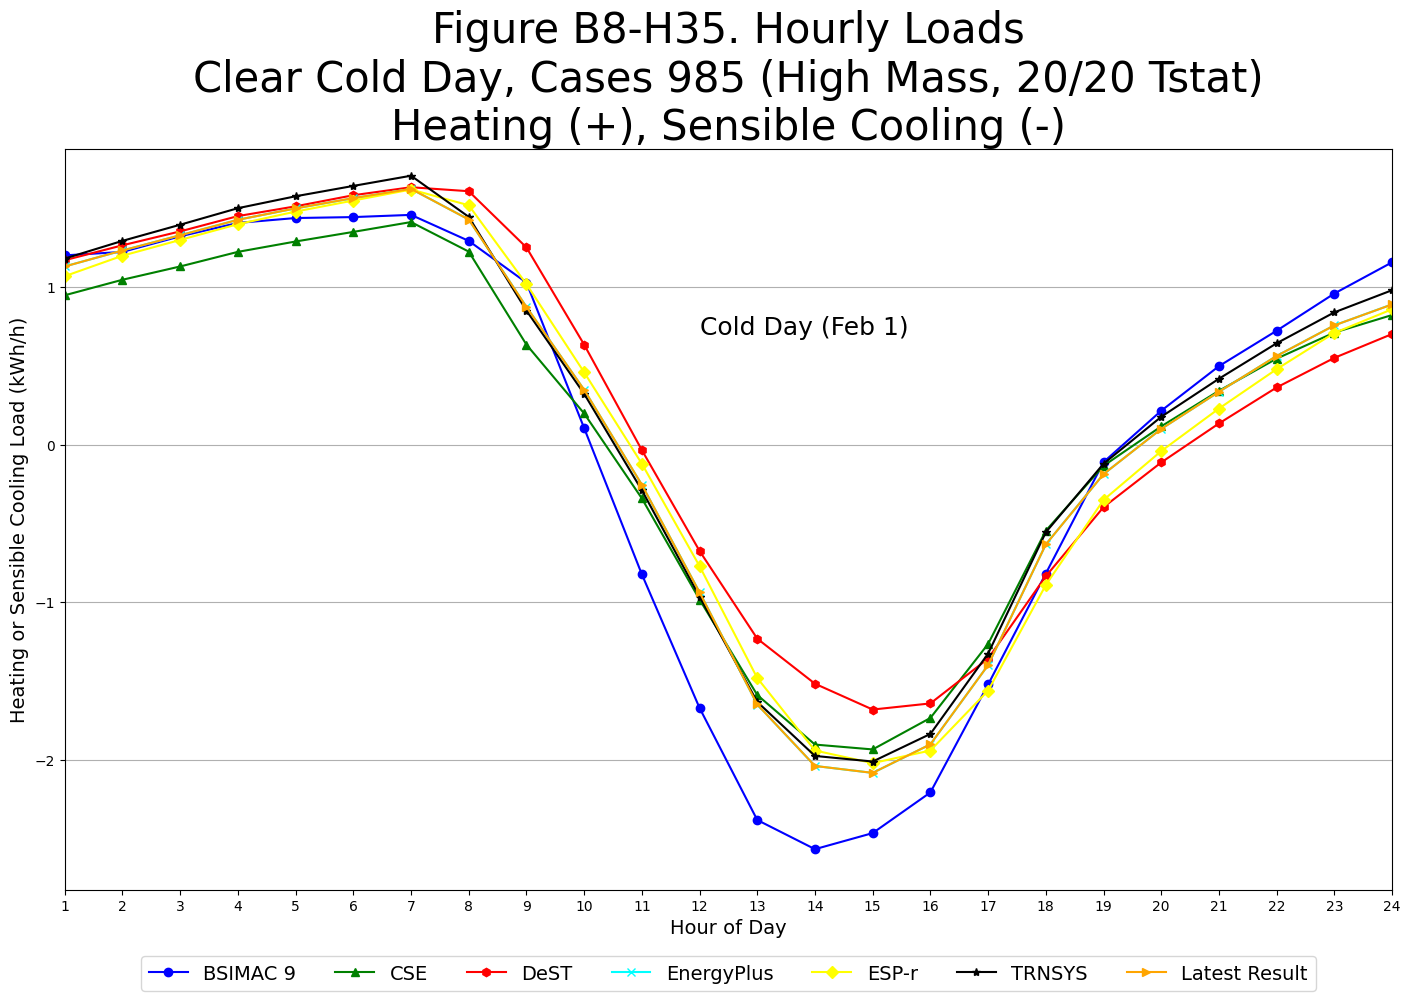 Figure B8-H35. Hourly Loads
Clear Cold Day, Cases 985 (High Mass, 20/20 Tstat)
Heating (+), Sensible Cooling (-)
Heating or Sensible Cooling Load (kWh/h)
1
0
−1
−2
Cold Day (Feb 1)
1 2 3 4 5 6 7 8 9 10 11 12 13 14 15 16 17 18 19 20 21 22 23 24
Hour of Day
BSIMAC 9 CSE DeST EnergyPlus ESP-r TRNSYS Latest Result